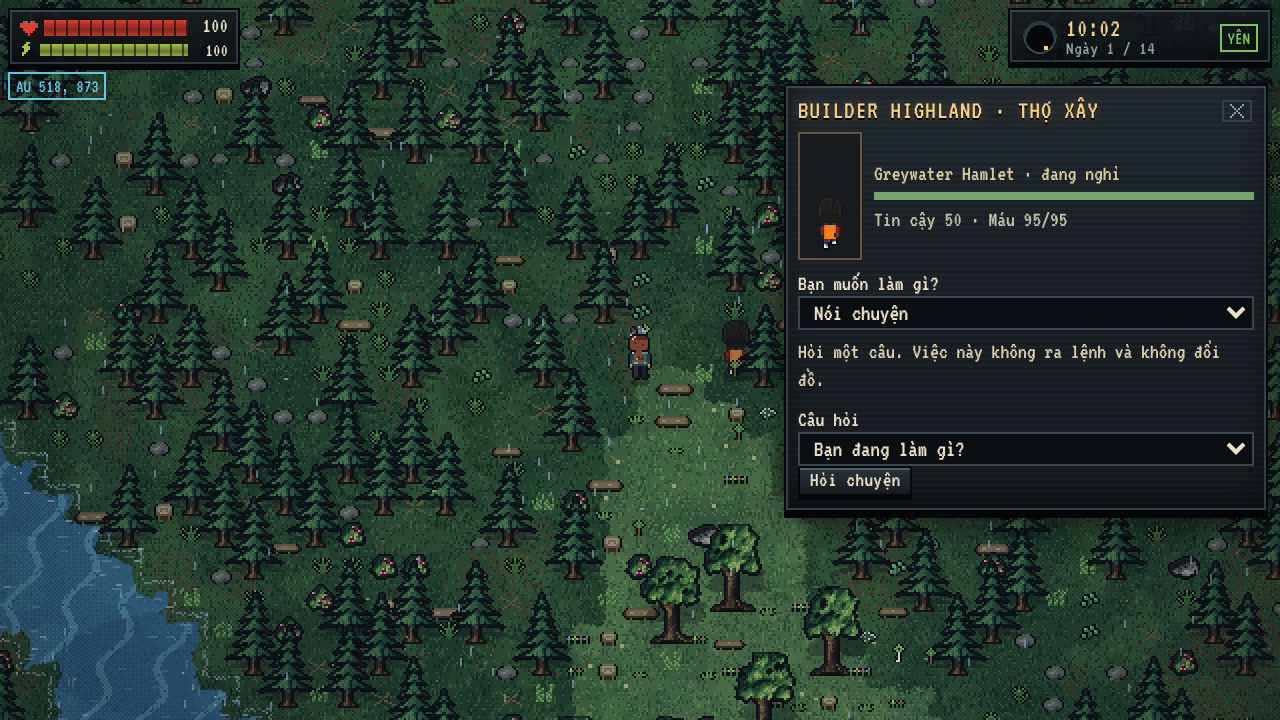 100
100
AU 518, 873
10:02
Ngày 1 / 14
YÊN
BUILDER HIGHLAND · THỢ XÂY
Greywater Hamlet · đang nghỉ
Tin cậy 50 · Máu 95/95
Bạn muốn làm gì?
Nói chuyện
Hỏi một câu. Việc này không ra lệnh và không đổi
đồ.
Câu hỏi
Bạn đang làm gì?
Hỏi chuyện